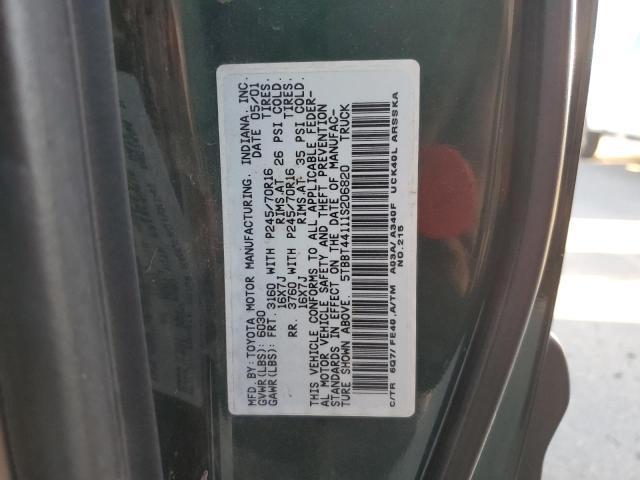 MFD.BY:TOYOTA MOTOR MANUFACTURING, INDIANA, INC.
GVWR(LBS): 6030 DATE 05/01
GAWR(LBS): FRT. 3160 WITH P245/70R16 TIRES.
16X7J RIMS.AT 26 PSI COLD.
RR. 3760 WITH P245/70R16 TIRES:
16X7J RIMS.AT 35 PSI COLD.
THIS VEHICLE CONFORMS TO ALL APPLICABLE FEDER-
AL MOTOR VEHICLE SAFETY AND THEFT PREVENTION
STANDARDS IN EFFECT ON THE DATE OF MANUFAC-
TURE SHOWN ABOVE. 5TBBT44111S206820 TRUCK
C/TR 6Q7/FE40 ,A/TM A03A/A340F UCK40L ARSSKA
NO.215